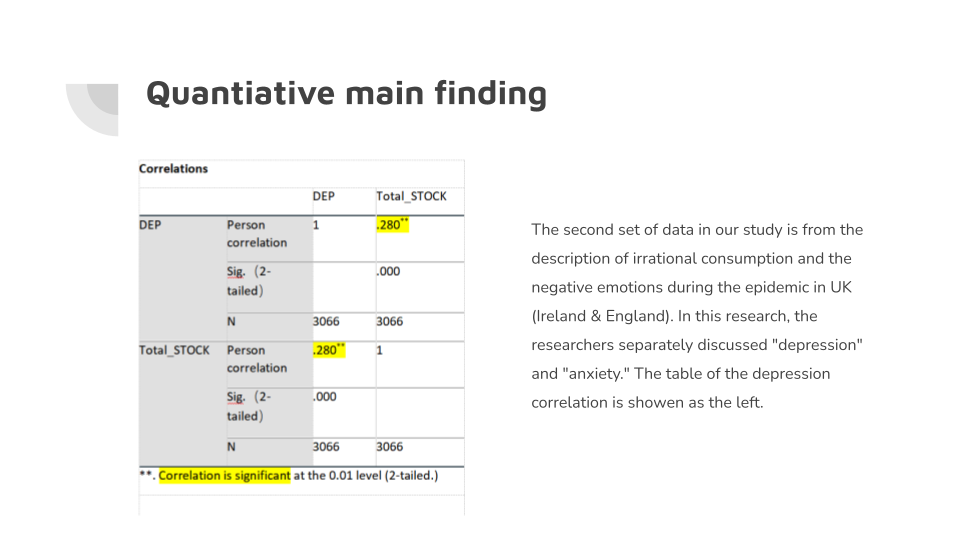 Quantiative main finding
Correlations
DEP Total_STOCK
DEP Person 1 .280**
correlation
Sig. (2- .000
tailed)
N 3066 3066
Total_STOCK Person .280** 1
correlation
Sig. (2- .000
tailed)
N 3066 3066
**. Correlation is significant at the 0.01 level (2-tailed.)
The second set of data in our study is from the
description of irrational consumption and the
negative emotions during the epidemic in UK
(Ireland & England). In this research, the
researchers separately discussed "depression"
and "anxiety." The table of the depression
correlation is showen as the left.